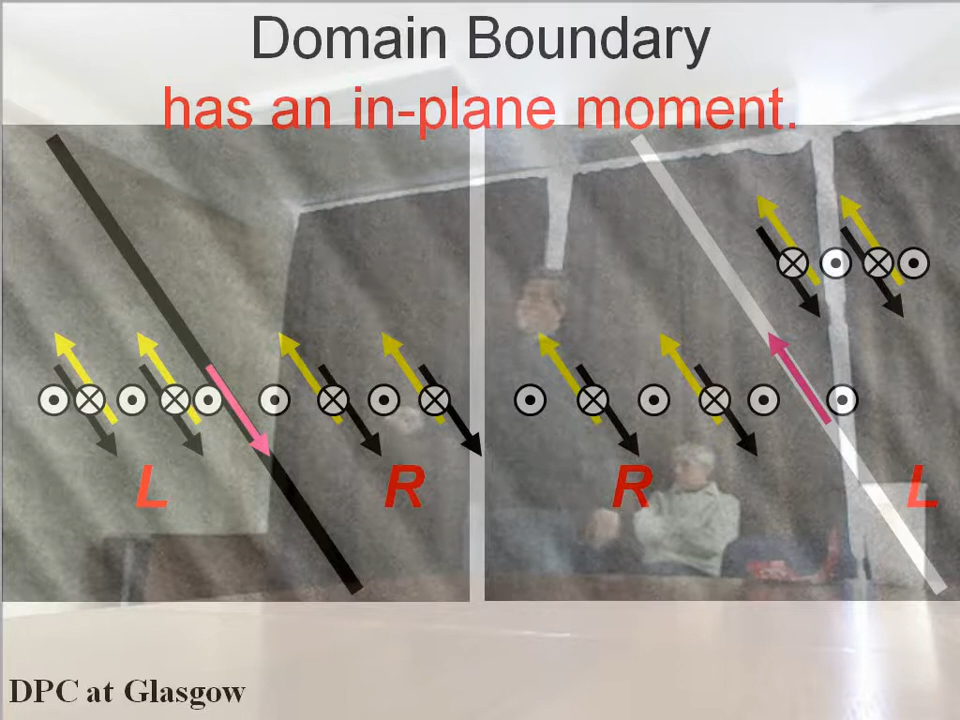 Domain Boundary
has an in-plane moment.
L R R L
DPC at Glasgow